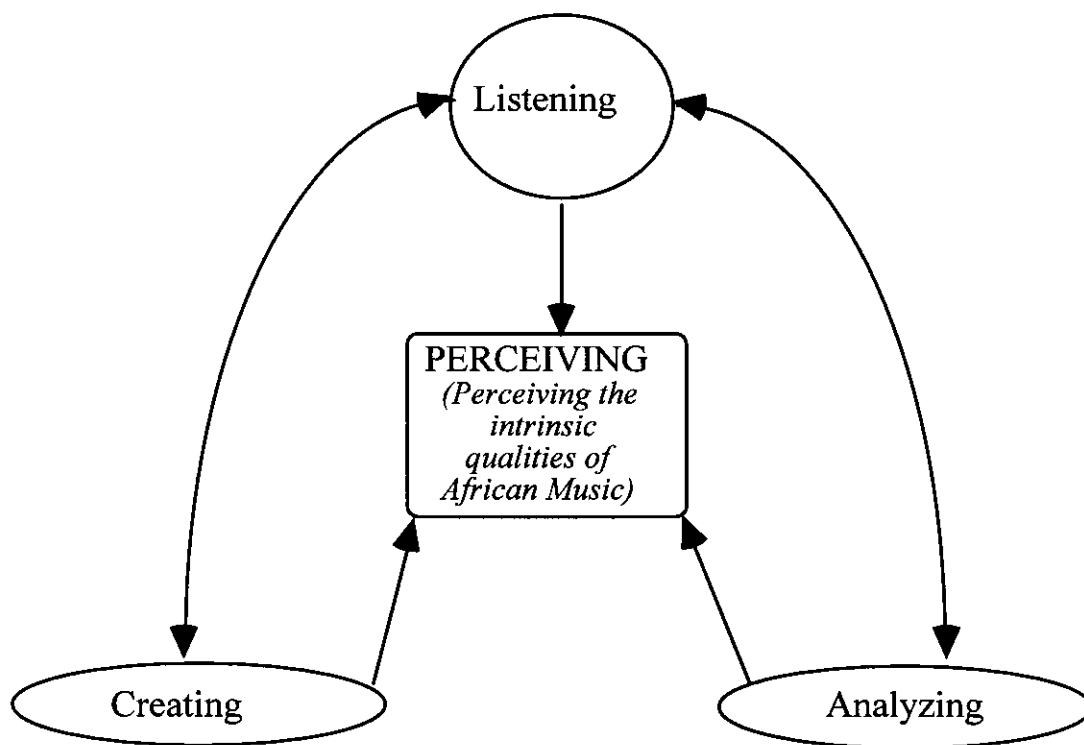 Listening
PERCEIVING
(Perceiving the
intrinsic
qualities of
African Music)
Creating
Analyzing